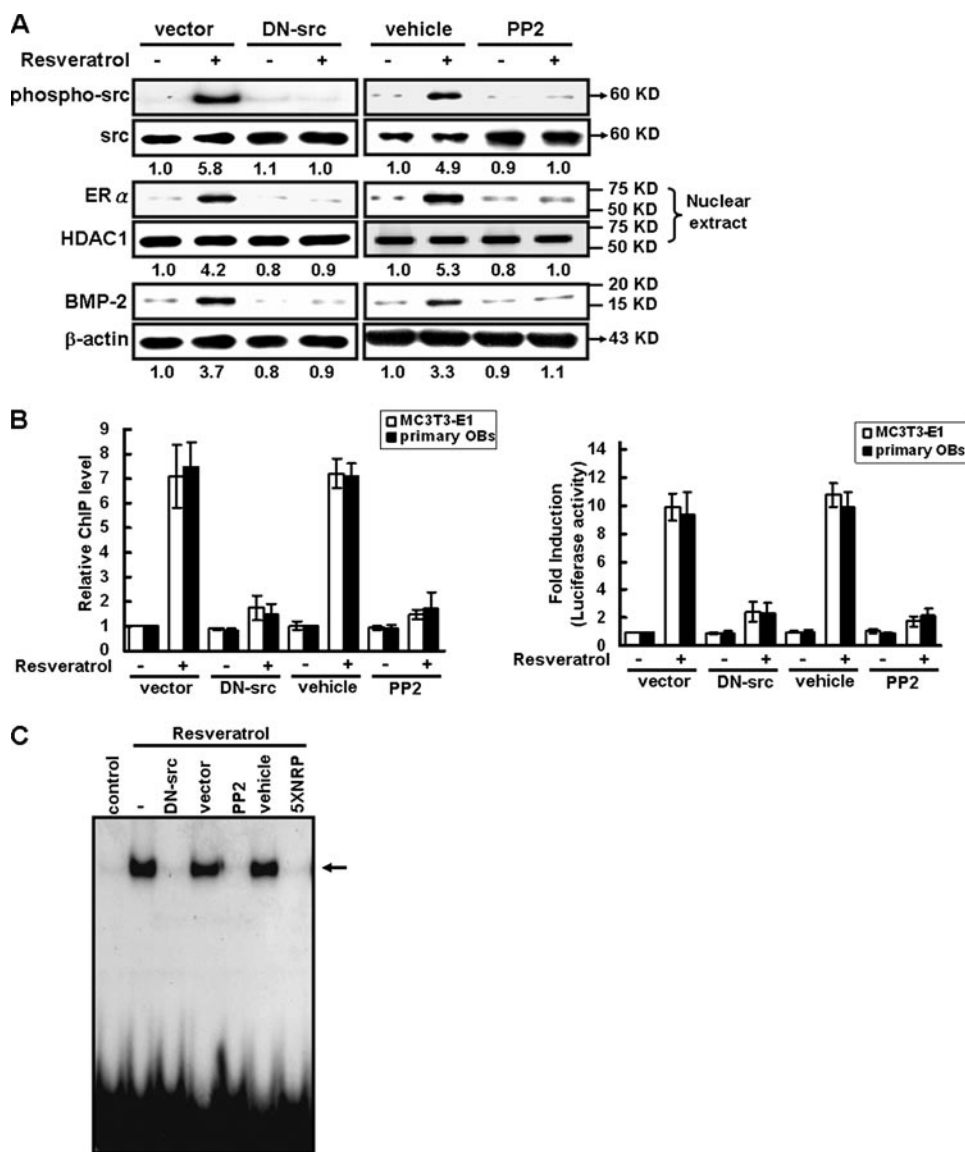 A
vector DN-src vehicle PP2
Resveratrol - + - + - + - +
phospho-src 60 KD
src 60 KD
1.0 5.8 1.1 1.0 1.0 4.9 0.9 1.0
ER α 75 KD
50 KD
Nuclear
extract
HDAC1 75 KD
50 KD
1.0 4.2 0.8 0.9 1.0 5.3 0.8 1.0
BMP-2 20 KD
15 KD
β-actin 43 KD
1.0 3.7 0.8 0.9 1.0 3.3 0.9 1.1
B
MC3T3-E1
primary OBs
Relative ChIP level
9
8
7
6
5
4
3
2
1
0
Resveratrol - + - + - + - +
vector DN-src vehicle PP2
MC3T3-E1
primary OBs
Fold Induction
(Luciferase activity)
14
12
10
8
6
4
2
0
Resveratrol - + - + - + - +
vector DN-src vehicle PP2
C
Resveratrol
control - DN-src vector PP2 vehicle 5XNRP